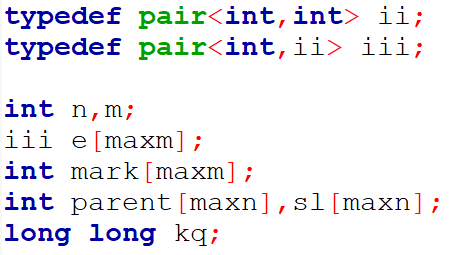 typedef pair<int,int> ii;
typedef pair<int,ii> iii;
int n,m;
iii e[maxm];
int mark[maxm];
int parent[maxn],sl[maxn];
long long kq;